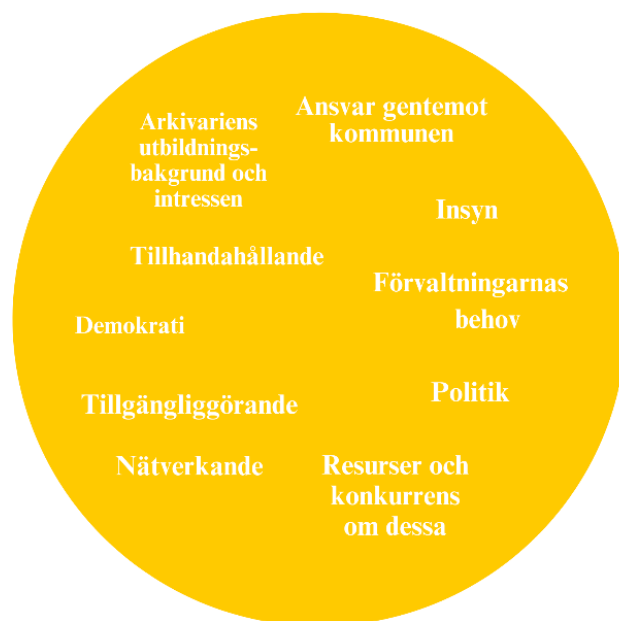 Arkivariens
utbildnings-
bakgrund och
intressen
Ansvar gentemot
kommunen
Insyn
Tillhandahållande
Förvaltningarnas
behov
Demokrati
Tillgängliggörande
Politik
Nätverkande
Resurser och
konkurrens
om dessa